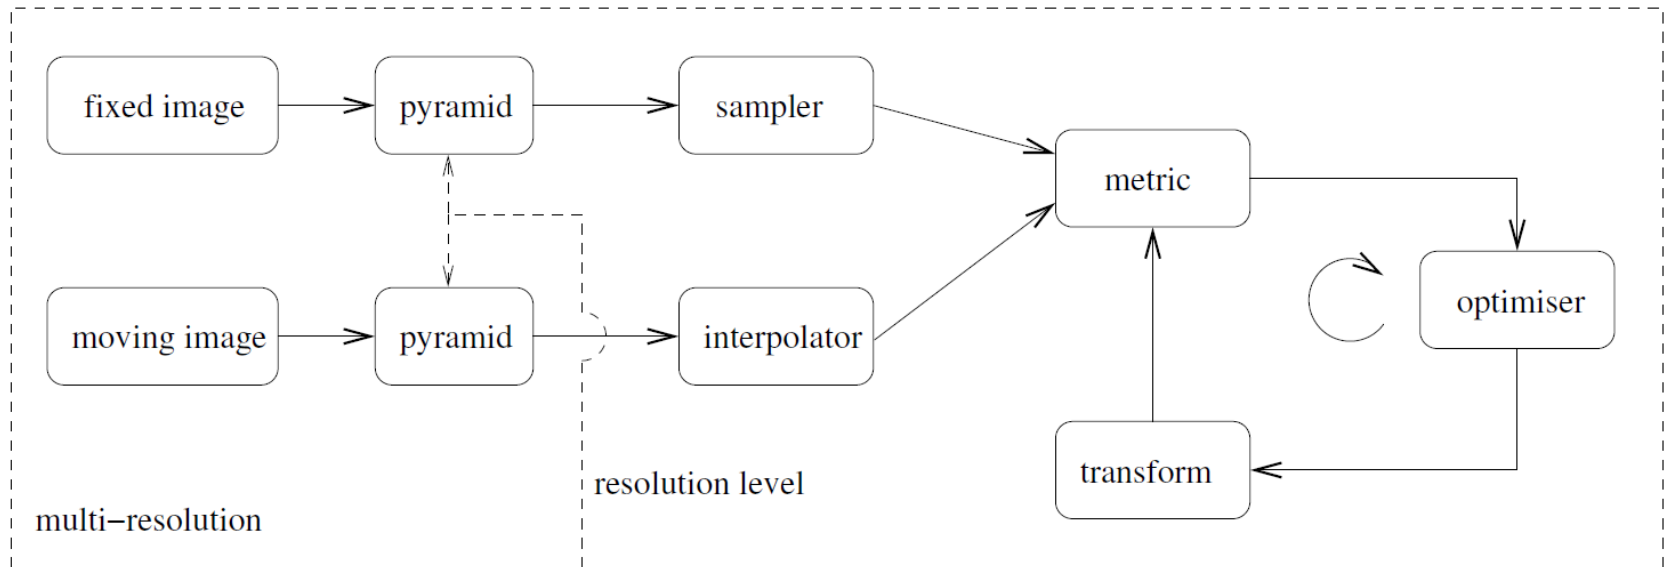 fixed image
pyramid
sampler
metric
optimiser
moving image
pyramid
interpolator
transform
resolution level
multi−resolution